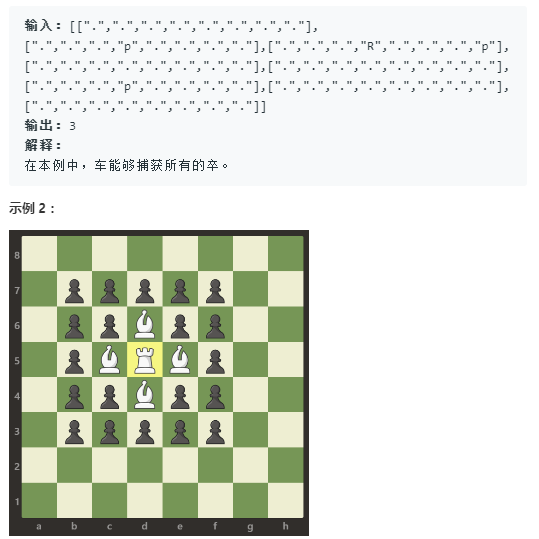 输入：[[".",".",".",".",".",".",".","."],
[".",".",".","p",".",".",".","."],[".",".",".","R",".",".",".","p"],
[".",".",".",".",".",".",".","."],[".",".",".",".",".",".",".","."],
[".",".",".","p",".",".",".","."],[".",".",".",".",".",".",".","."],
[".",".",".",".",".",".",".","."]]
输出：3
解释：
在本例中，车能够捕获所有的卒。
示例 2：
8
7
6
5
4
3
2
1
a b c d e f g h